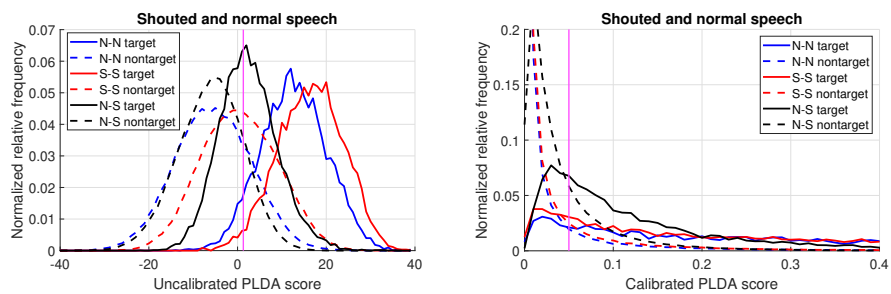 Shouted and normal speech
Normalized relative frequency
0.07
0.06
0.05
0.04
0.03
0.02
0.01
0
N-N target
N-N nontarget
S-S target
S-S nontarget
N-S target
N-S nontarget
-40
-20
0
20
40
Uncalibrated PLDA score
Shouted and normal speech
Normalized relative frequency
0.2
0.15
0.1
0.05
0
N-N target
N-N nontarget
S-S target
S-S nontarget
N-S target
N-S nontarget
0
0.1
0.2
0.3
0.4
Calibrated PLDA score